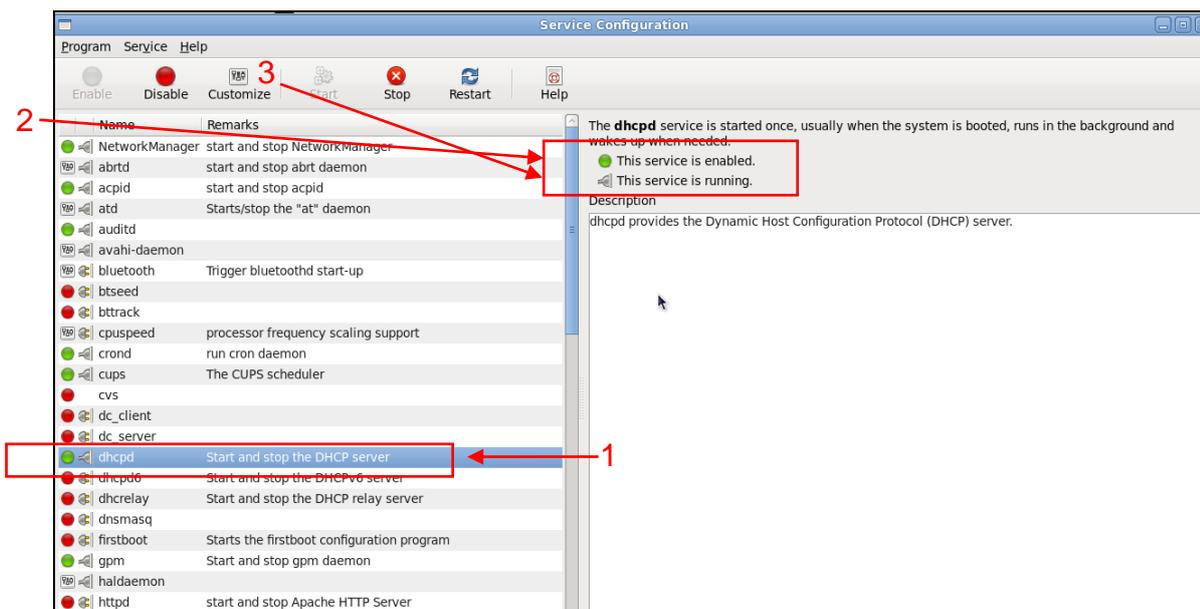 Service Configuration
Program Service Help
3
Enable Disable Customize Start Stop Restart Help
2
Name Remarks
The dhcpd service is started once, usually when the system is booted, runs in the background and
wakes up when needed.
NetworkManager start and stop NetworkManager
This service is enabled.
abrtd start and stop abrt daemon
This service is running.
acpid start and stop acpid
Description
atd Starts/stop the "at" daemon
dhcpd provides the Dynamic Host Configuration Protocol (DHCP) server.
auditd
avahi-daemon
bluetooth Trigger bluetoothd start-up
btseed
bttrack
cpuspeed processor frequency scaling support
crond run cron daemon
cups The CUPS scheduler
cvs
dc_client
dc_server
dhcpd Start and stop the DHCP server
1
dhcpd6 Start and stop the DHCPv6 server
dhcrelay Start and stop the DHCP relay server
dnsmasq
firstboot Starts the firstboot configuration program
gpm Start and stop gpm daemon
haldaemon
httpd start and stop Apache HTTP Server